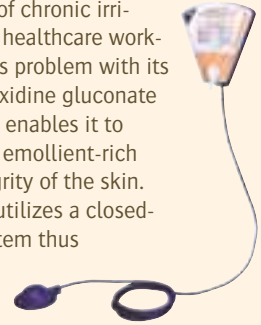 of chronic irri-
healthcare work-
s problem with its
xidine gluconate
enables it to
emollient-rich
grity of the skin.
utilizes a closed-
tem thus